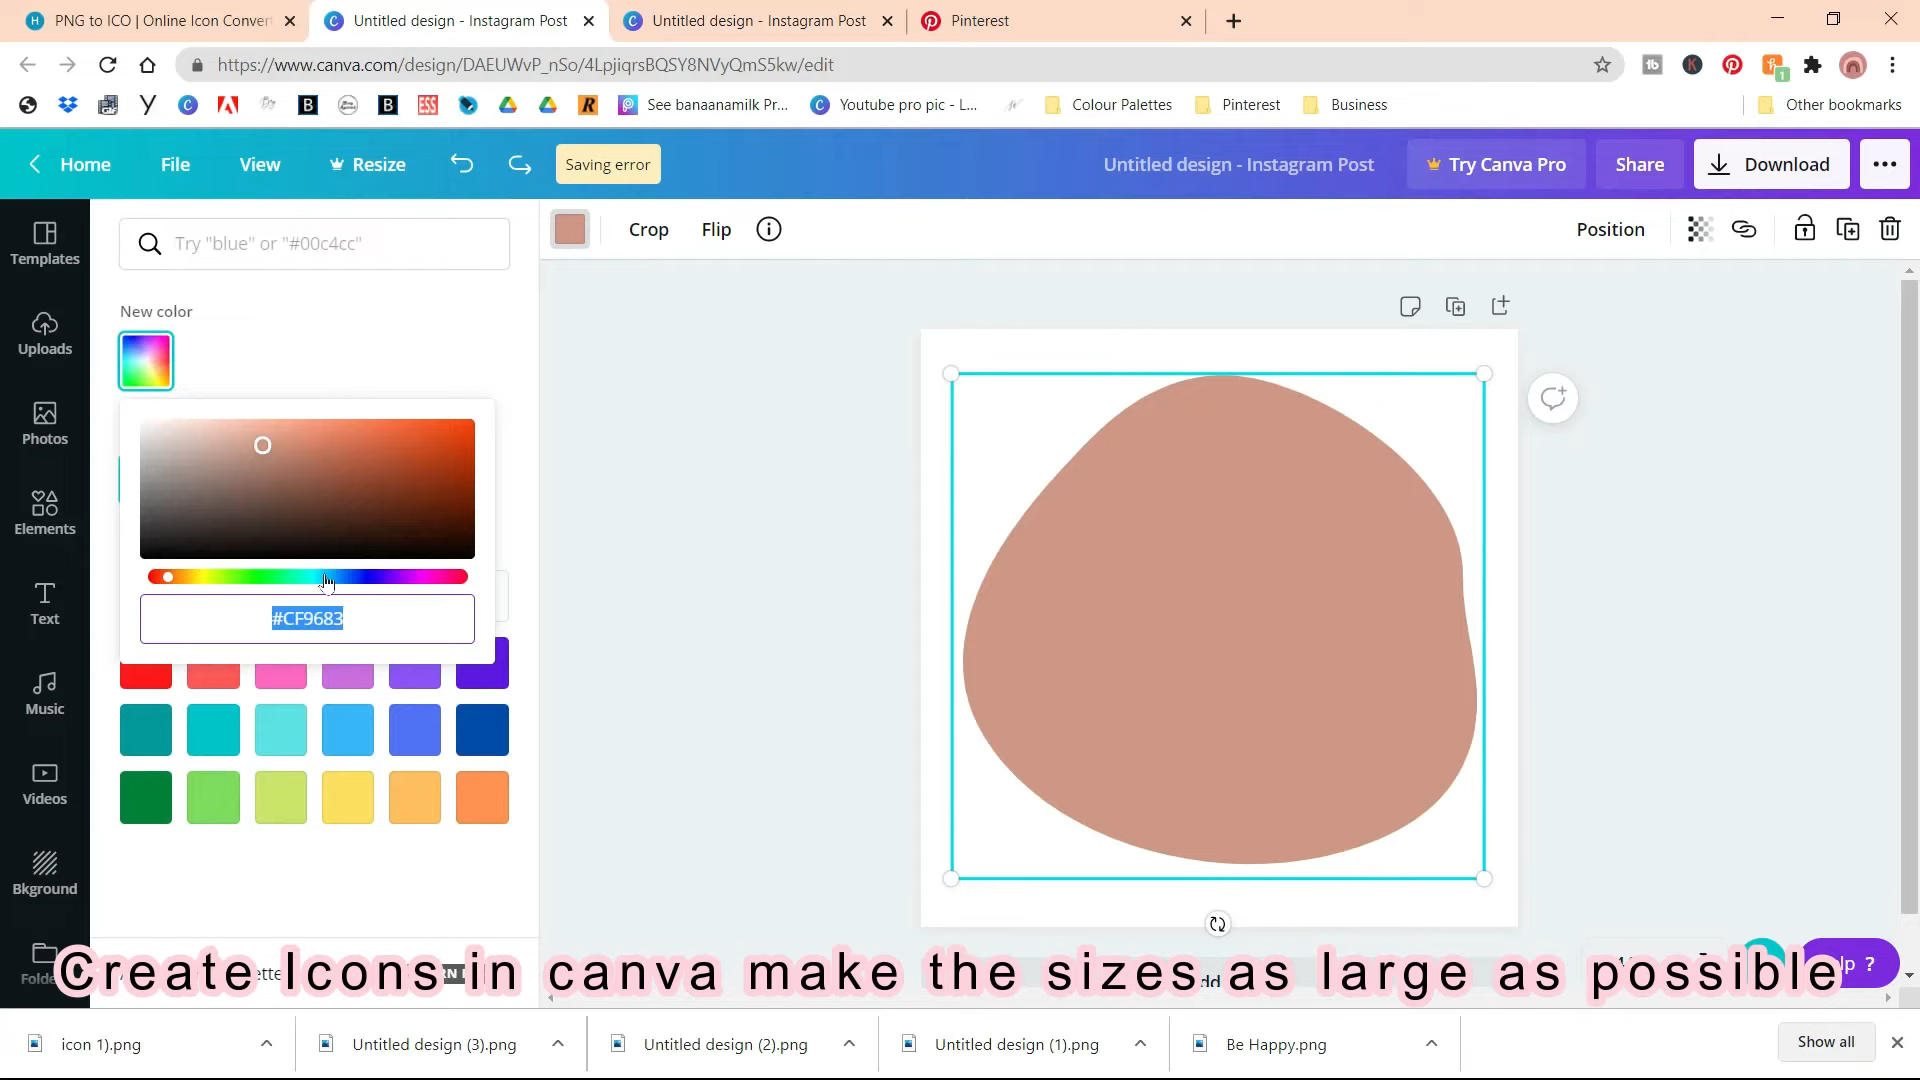 PNG to ICO | Online Icon Convert
Untitled design - Instagram Post
Untitled design - Instagram Post
Pinterest
https://www.canva.com/design/DAEUWvP_nSo/4LpjiqrsBQSY8NVyQmS5kw/edit
See banaanamilk Pr...
Youtube pro pic - L...
Colour Palettes
Pinterest
Business
Other bookmarks
Home
File
View
Resize
Saving error
Untitled design - Instagram Post
Try Canva Pro
Share
Download
Try "blue" or "#00c4cc"
Crop
Flip
Position
Templates
Uploads
Photos
Elements
Text
Music
Videos
Bkground
New color
#CF9683
Create Icons in canva make the sizes as large as possible
icon 1).png
Untitled design (3).png
Untitled design (2).png
Untitled design (1).png
Be Happy.png
Show all